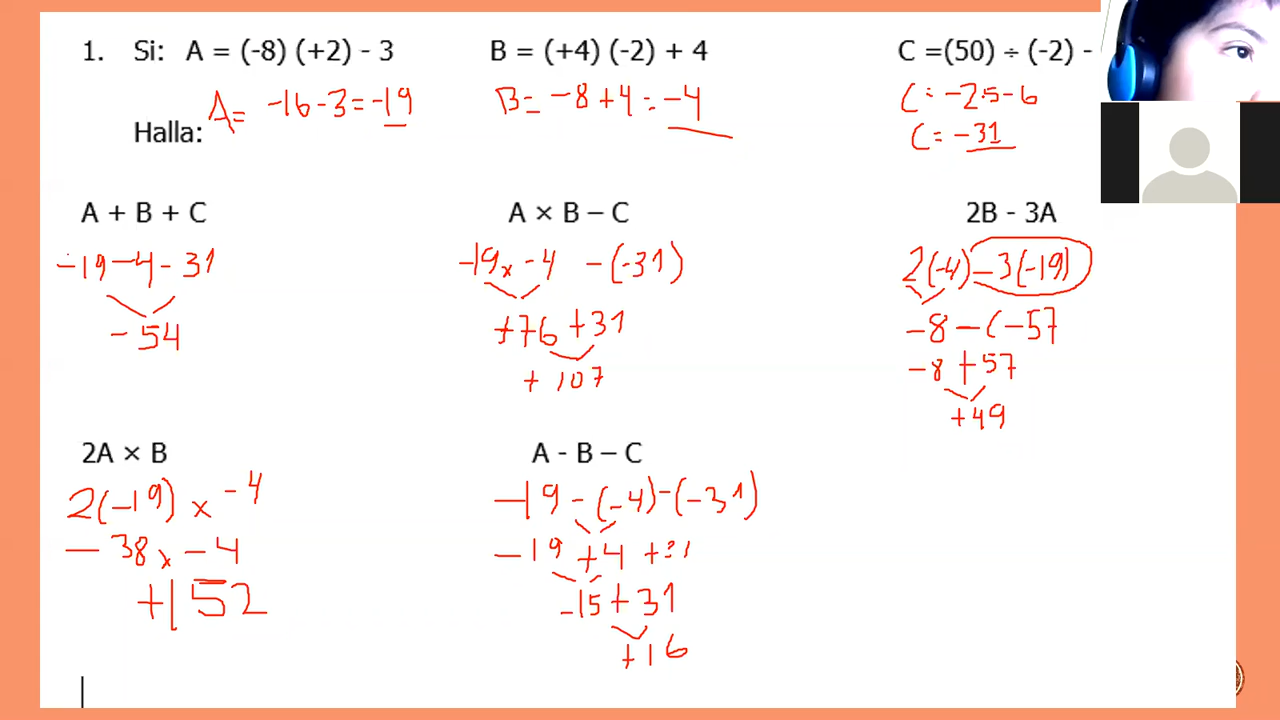 1. Si: A = (-8) (+2) - 3 B = (+4) (-2) + 4 C =(50) ÷ (-2) -
A= -16-3=-19 B= -8+4=-4 C= -25-6
Halla: C= -31
A + B + C A × B – C 2B - 3A
-19-4-31 -19x -4 -(-31) 2(-4)-3(-19)
-54 +76+31 -8-(-57
+107 -8+57
+49
2A × B A - B – C
2(-19) x -4 -19-(-4)-(-31)
-38x-4 -19+4+31
+152 -15+31
+16